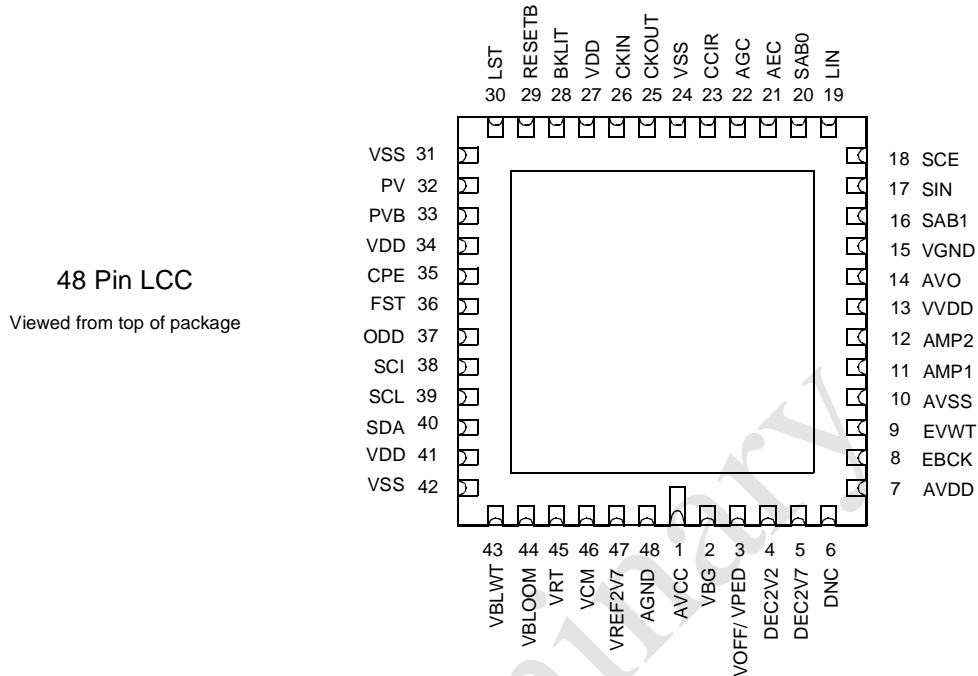 LST
RESETB
BKLIT
VDD
CKIN
CKOUT
VSS
CCIR
AGC
AEC
SAB0
LIN
30 29 28 27 26 25 24 23 22 21 20 19
VSS 31
PV 32
PVB 33
VDD 34
CPE 35
FST 36
ODD 37
SCI 38
SCL 39
SDA 40
VDD 41
VSS 42
48 Pin LCC
Viewed from top of package
18 SCE
17 SIN
16 SAB1
15 VGND
14 AVO
13 VVDD
12 AMP2
11 AMP1
10 AVSS
9 EVWT
8 EBCK
7 AVDD
43 44 45 46 47 48 1 2 3 4 5 6
VBLWT
VBLOOM
VRT
VCM
VREF2V7
AGND
AVCC
VBG
VOFF/ VPED
DEC2V2
DEC2V7
DNC
inary